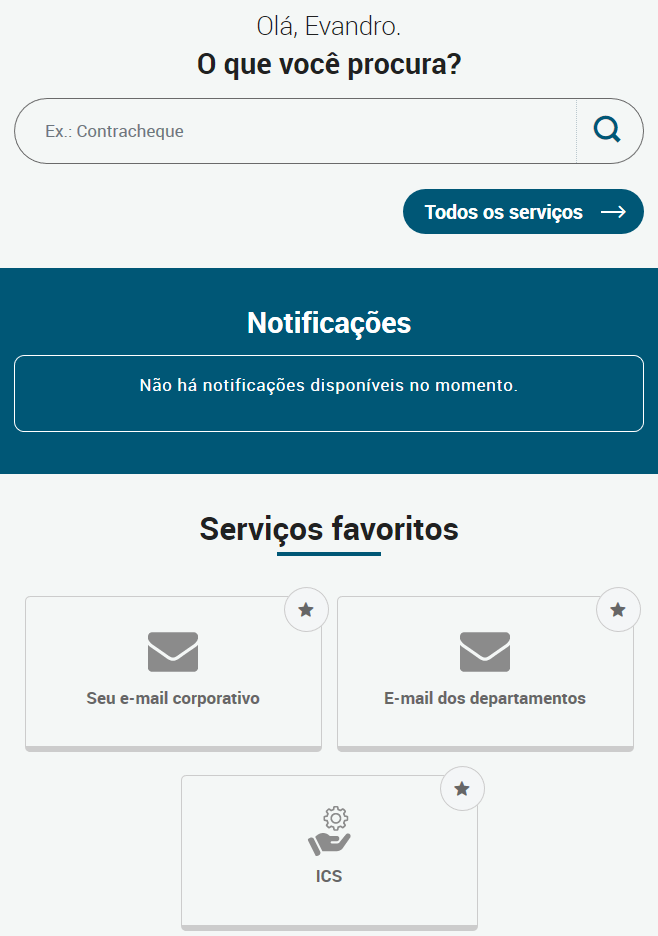 Olá, Evandro.
O que você procura?
Ex.: Contracheque
Todos os serviços
Notificações
Não há notificações disponíveis no momento.
Serviços favoritos
Seu e-mail corporativo
E-mail dos departamentos
ICS